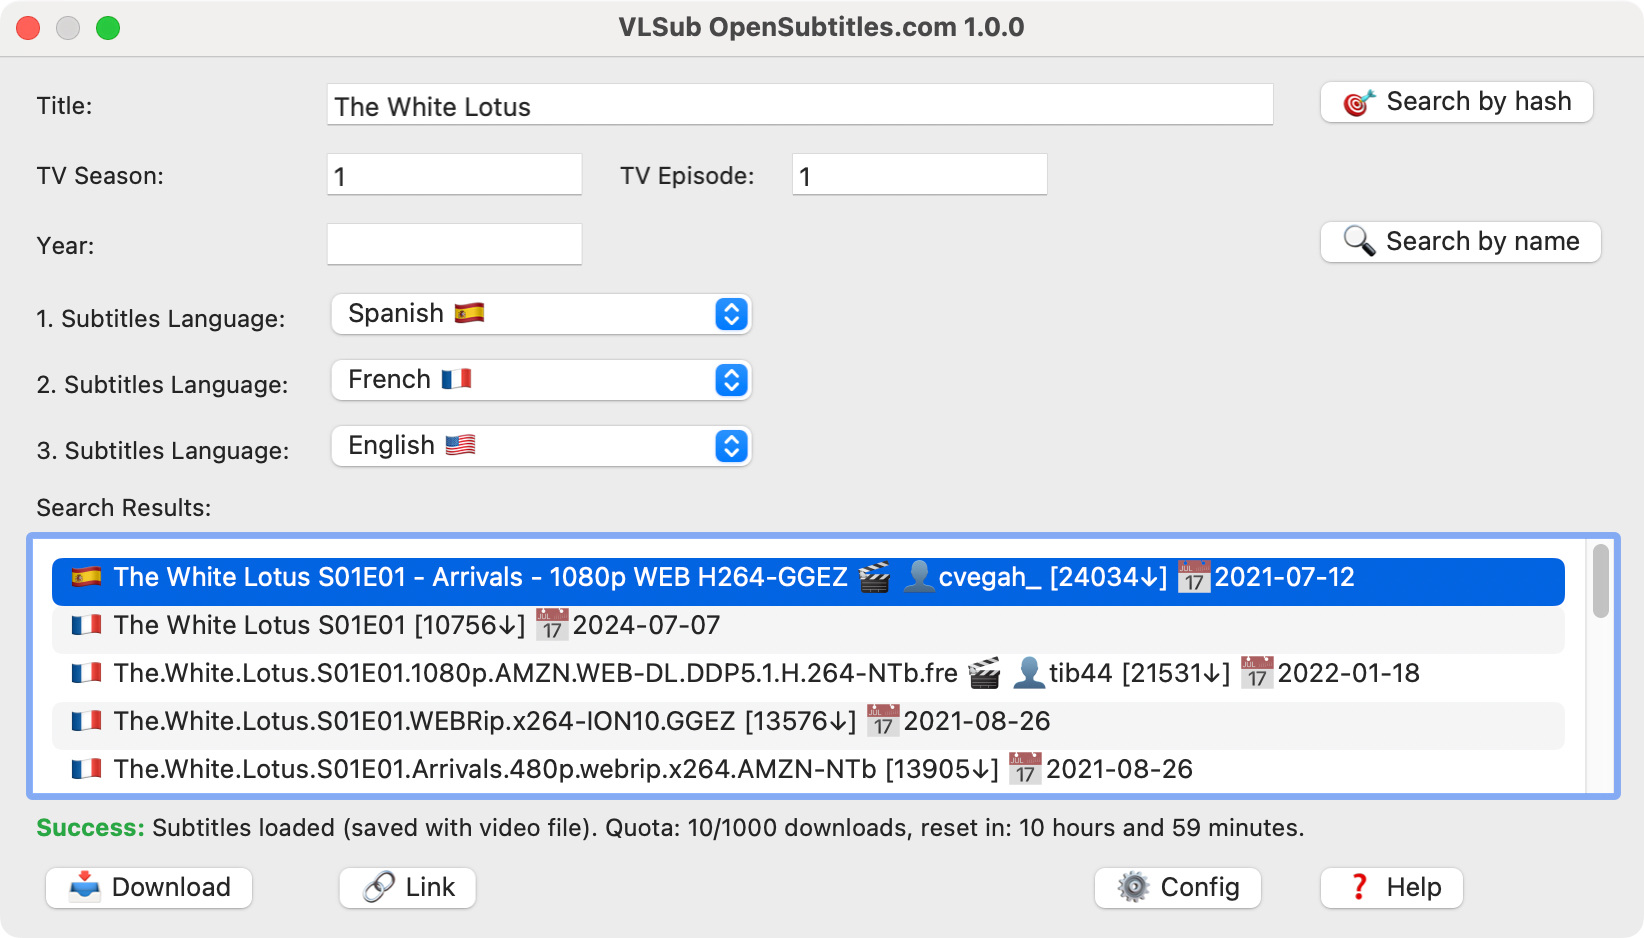 VLSub OpenSubtitles.com 1.0.0
Title: The White Lotus Search by hash
TV Season: 1 TV Episode: 1
Year: Search by name
1. Subtitles Language: Spanish 🇪🇸
2. Subtitles Language: French 🇫🇷
3. Subtitles Language: English 🇺🇸
Search Results:
🇪🇸 The White Lotus S01E01 - Arrivals - 1080p WEB H264-GGEZ 🎬 👤cvegah_ [24034↓] 📅2021-07-12
🇫🇷 The White Lotus S01E01 [10756↓] 📅2024-07-07
🇫🇷 The.White.Lotus.S01E01.1080p.AMZN.WEB-DL.DDP5.1.H.264-NTb.fre 🎬 👤tib44 [21531↓] 📅2022-01-18
🇫🇷 The.White.Lotus.S01E01.WEBRip.x264-ION10.GGEZ [13576↓] 📅2021-08-26
🇫🇷 The.White.Lotus.S01E01.Arrivals.480p.webrip.x264.AMZN-NTb [13905↓] 📅2021-08-26
Success: Subtitles loaded (saved with video file). Quota: 10/1000 downloads, reset in: 10 hours and 59 minutes.
Download Link Config Help